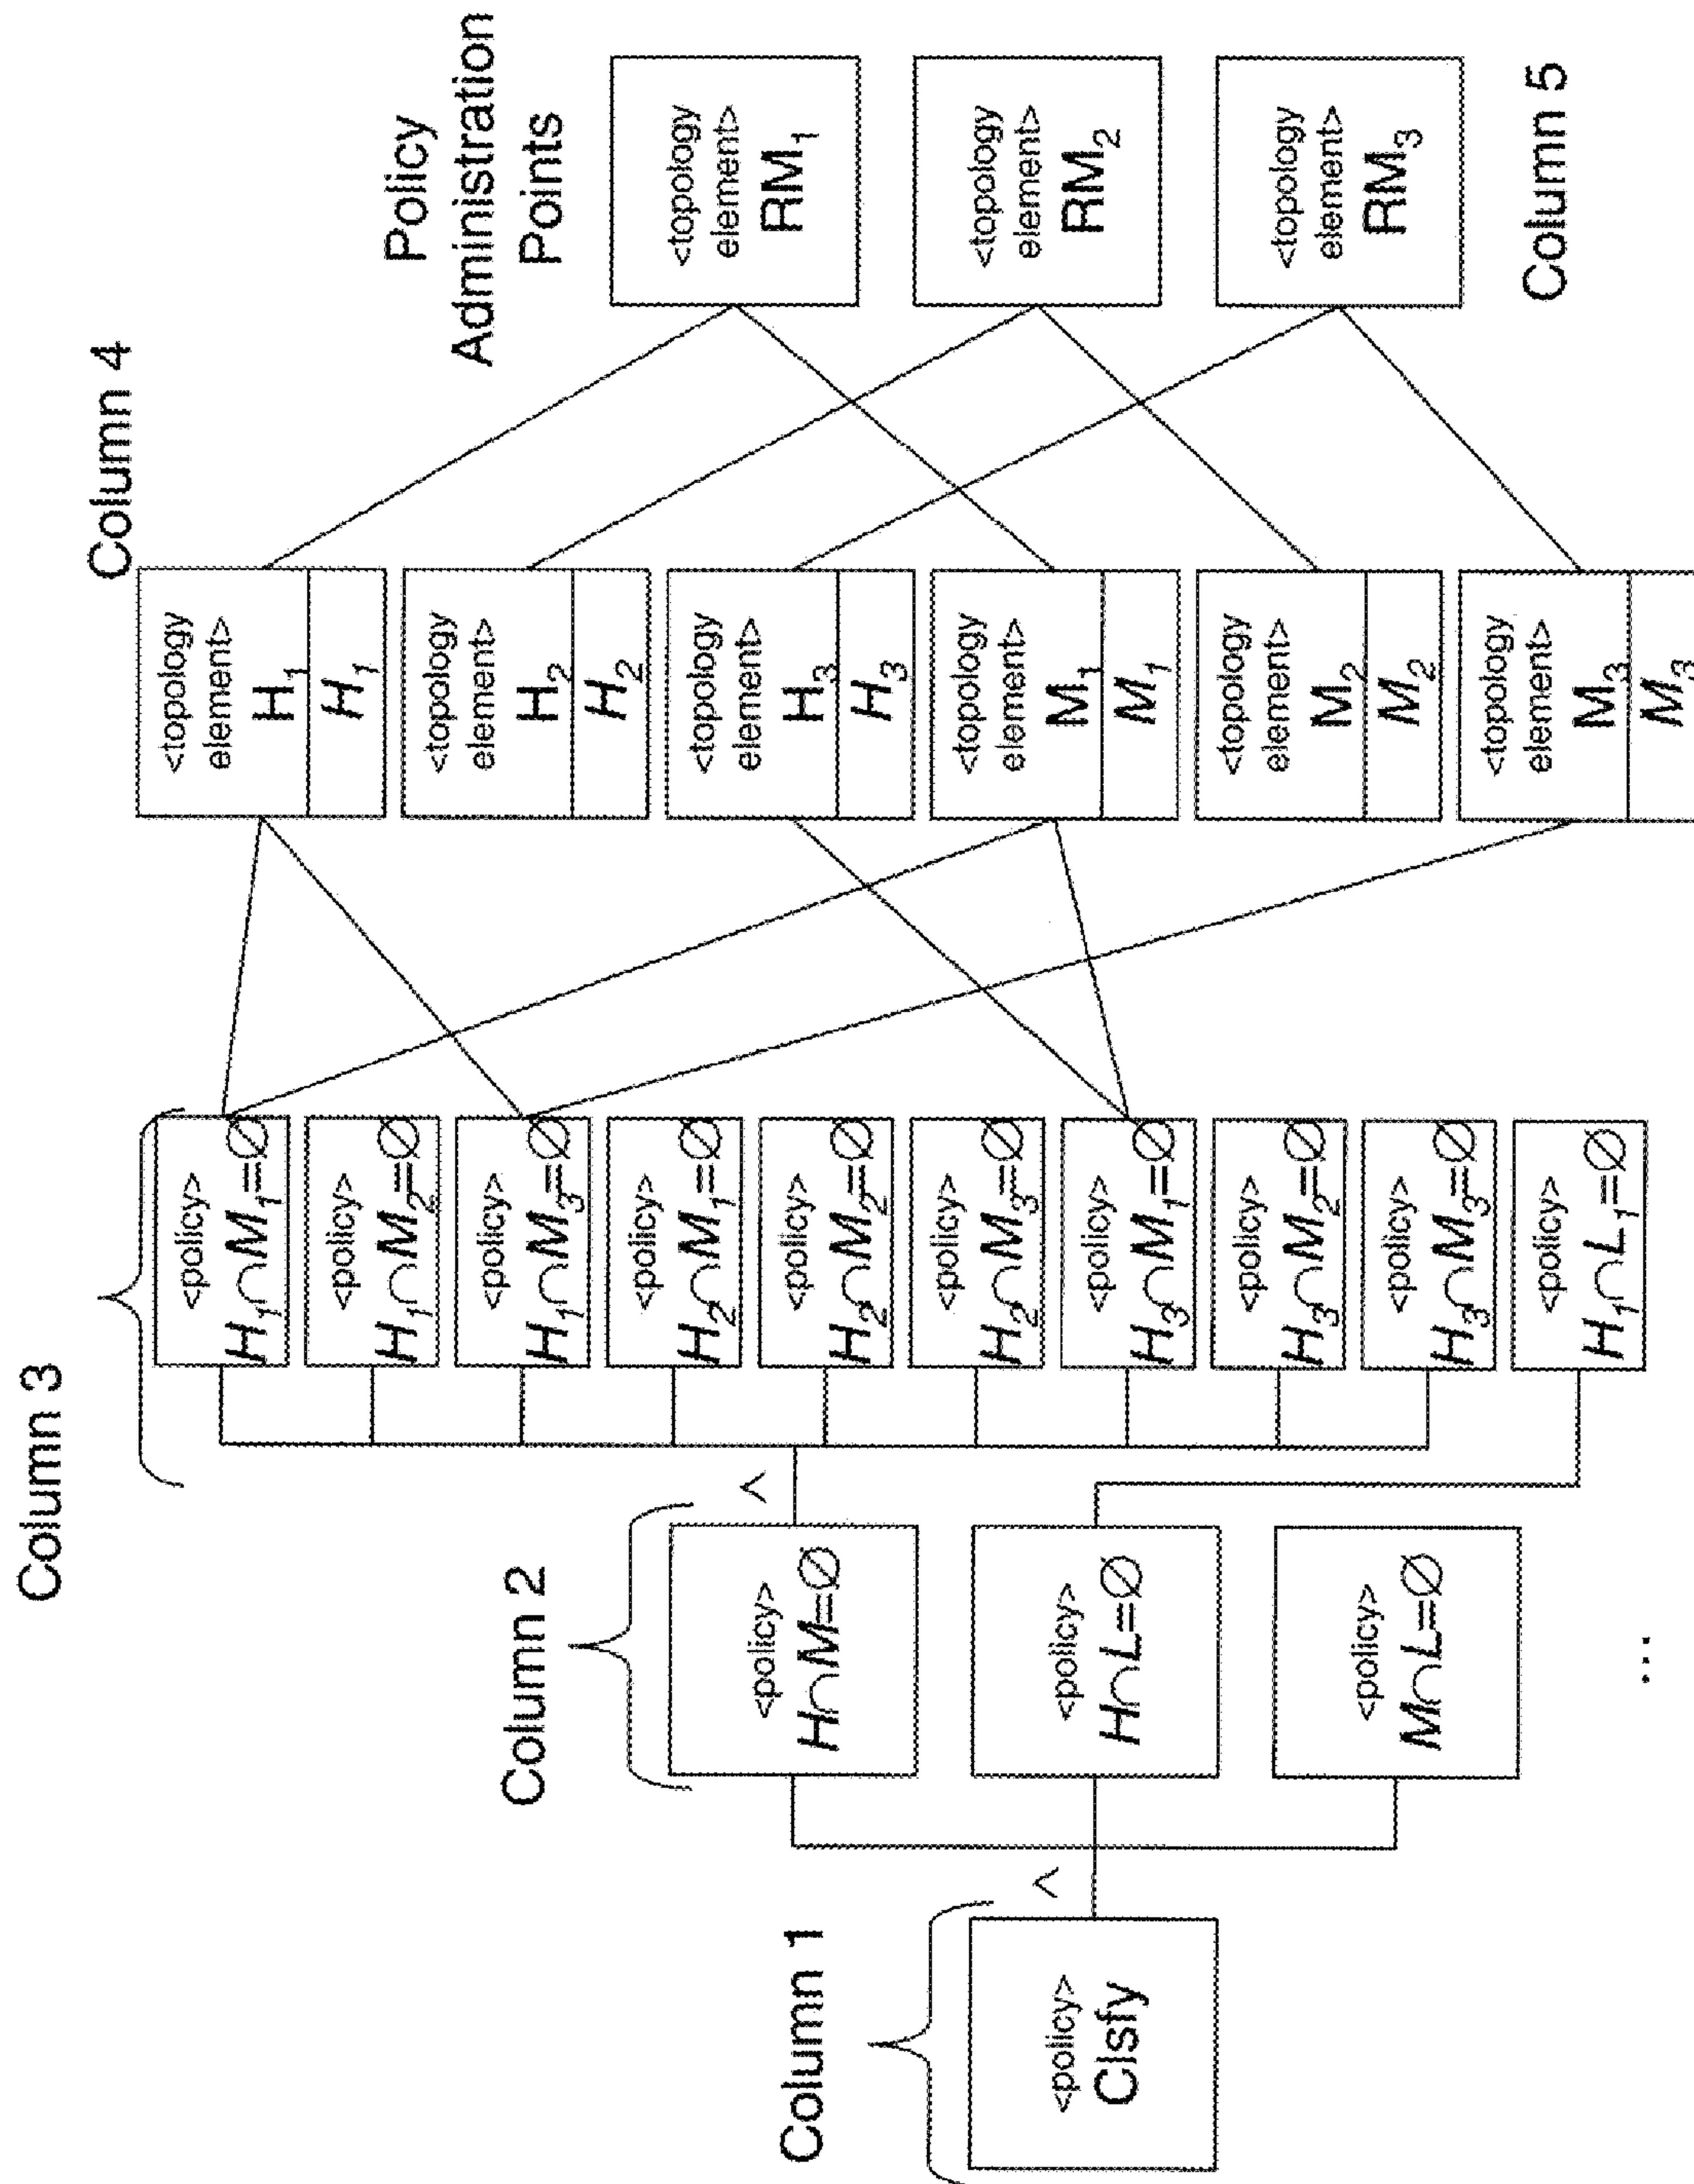 Column 1
<policy>
Clsfy
∧
Column 2
<policy>
H∩M=∅
<policy>
H∩L=∅
<policy>
M∩L=∅
...
∧
Column 3
<policy>
H₁∩M₁=∅
<policy>
H₁∩M₂=∅
<policy>
H₁∩M₃=∅
<policy>
H₂∩M₁=∅
<policy>
H₂∩M₂=∅
<policy>
H₂∩M₃=∅
<policy>
H₃∩M₁=∅
<policy>
H₃∩M₂=∅
<policy>
H₃∩M₃=∅
<policy>
H₁∩L₁=∅
Column 4
<topology
element>
H₁
H₁
<topology
element>
H₂
H₂
<topology
element>
H₃
H₃
<topology
element>
M₁
M₁
<topology
element>
M₂
M₂
<topology
element>
M₃
M₃
Policy
Administration
Points
<topology
element>
RM₁
<topology
element>
RM₂
<topology
element>
RM₃
Column 5